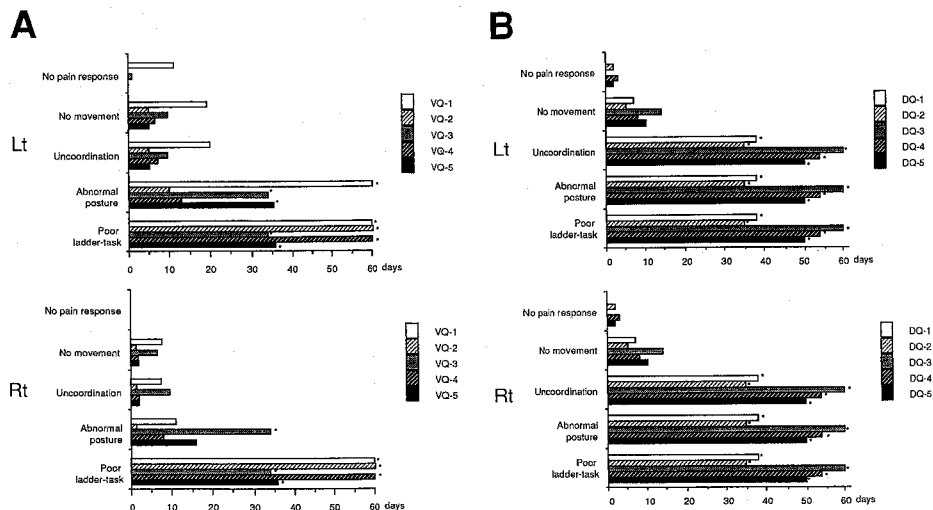 A
No pain response
No movement
Lt
Uncoordination
Abnormal
posture
Poor
ladder-task
0 10 20 30 40 50 60 days
VQ-1
VQ-2
VQ-3
VQ-4
VQ-5
No pain response
No movement
Rt
Uncoordination
Abnormal
posture
Poor
ladder-task
0 10 20 30 40 50 60 days
VQ-1
VQ-2
VQ-3
VQ-4
VQ-5
B
No pain response
No movement
Lt
Uncoordination
Abnormal
posture
Poor
ladder-task
0 10 20 30 40 50 60 days
DQ-1
DQ-2
DQ-3
DQ-4
DQ-5
No pain response
No movement
Rt
Uncoordination
Abnormal
posture
Poor
ladder-task
0 10 20 30 40 50 60 days
DQ-1
DQ-2
DQ-3
DQ-4
DQ-5